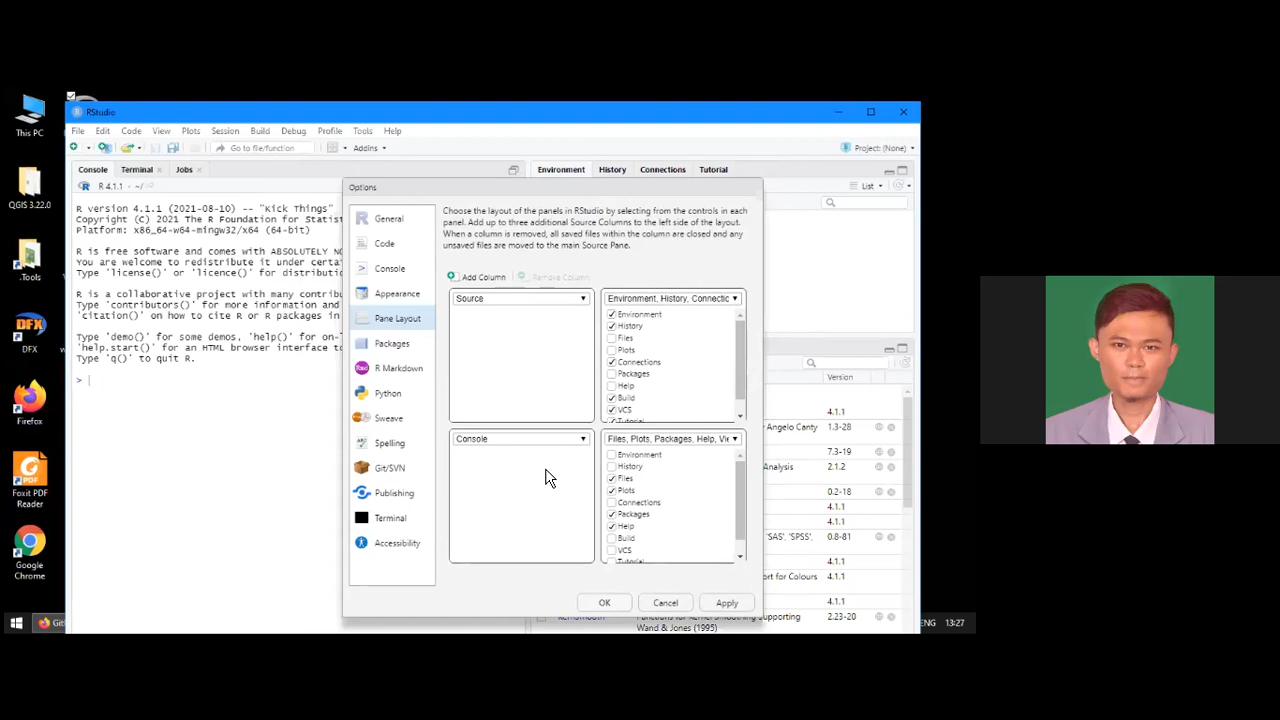 This PC
QGIS 3.22.0
.Tools
DFX
Firefox
Foxit PDF
Reader
Google
Chrome
RStudio
File Edit Code View Plots Session Build Debug Profile Tools Help
Go to file/function
Addins
Project: (None)
Console Terminal Jobs
R 4.1.1 · ~/
R version 4.1.1 (2021-08-10) -- "Kick Things"
Copyright (C) 2021 The R Foundation for Statis
Platform: x86_64-w64-mingw32/x64 (64-bit)
R is free software and comes with ABSOLUTELY NO
You are welcome to redistribute it under certai
Type 'license()' or 'licence()' for distributi
R is a collaborative project with many contrib
Type 'contributors()' for more information and
'citation()' on how to cite R or R packages in
Type 'demo()' for some demos, 'help()' for on-l
'help.start()' for an HTML browser interface to
Type 'q()' to quit R.
>
Environment History Connections Tutorial
List
Options
General
Code
Console
Appearance
Pane Layout
Packages
R Markdown
Python
Sweave
Spelling
Git/SVN
Publishing
Terminal
Accessibility
Choose the layout of the panels in RStudio by selecting from the controls in each
panel. Add up to three additional Source Columns to the left side of the layout.
When a column is removed, all saved files within the column are closed and any
unsaved files are moved to the main Source Pane.
Add Column Remove Column
Source
Environment, History, Connectic
Environment
History
Files
Plots
Connections
Packages
Help
Build
VCS
Tutorial
Console
Files, Plots, Packages, Help, Vie
Environment
History
Files
Plots
Connections
Packages
Help
Build
VCS
Tutorial
OK Cancel Apply
Version
4.1.1
Angelo Canty 1.3-28
7.3-19
Analysis 2.1.2
0.2-18
4.1.1
'SAS', 'SPSS', 0.8-81
4.1.1
ort for Colours 4.1.1
4.1.1
KernSmooth Functions for Kernel Smoothing Supporting 2.23-20
Wand & Jones (1995)
ENG 13:27